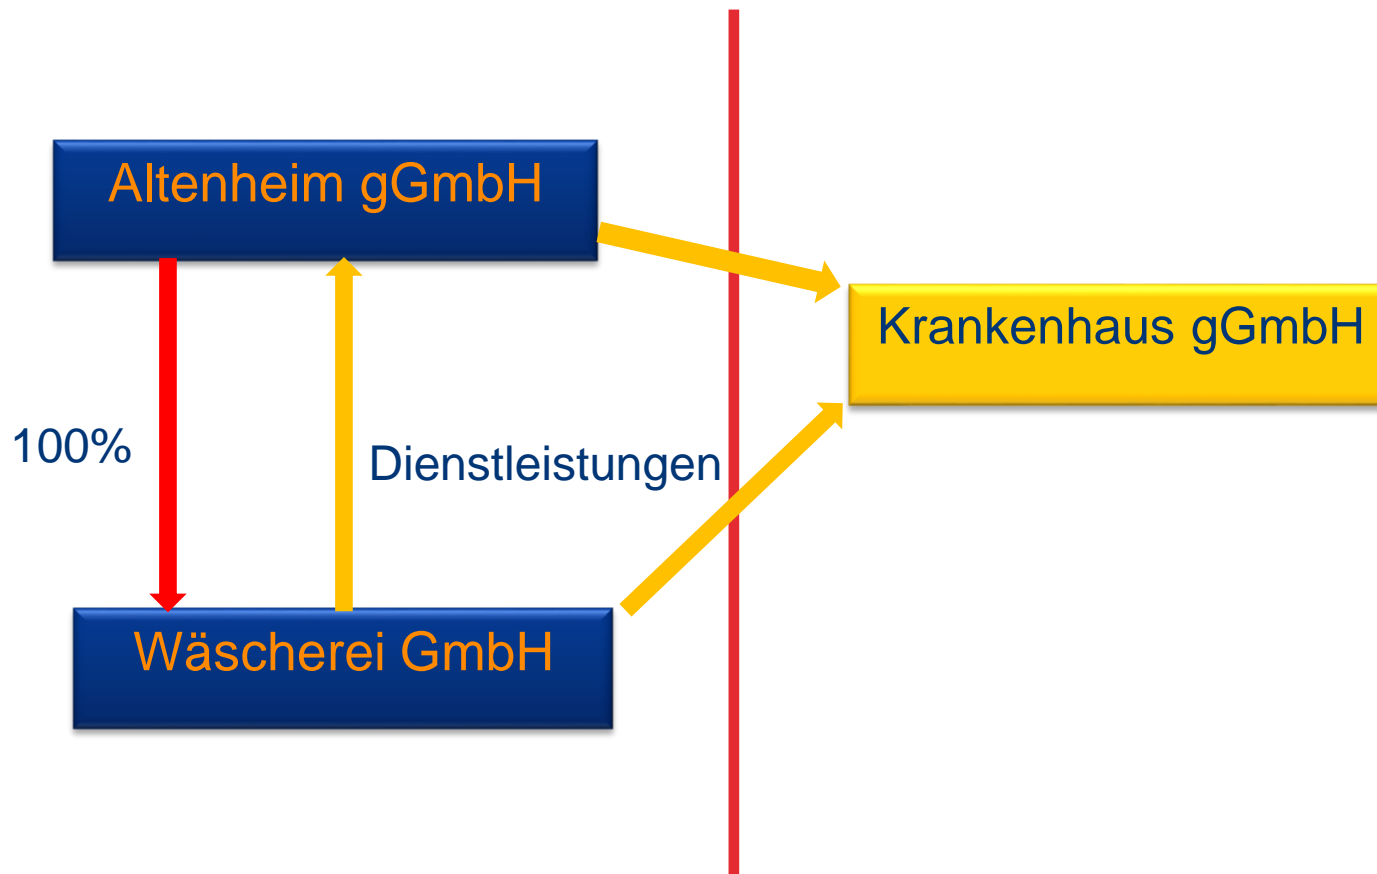 Altenheim gGmbH
Krankenhaus gGmbH
100%
Dienstleistungen
Wäscherei GmbH